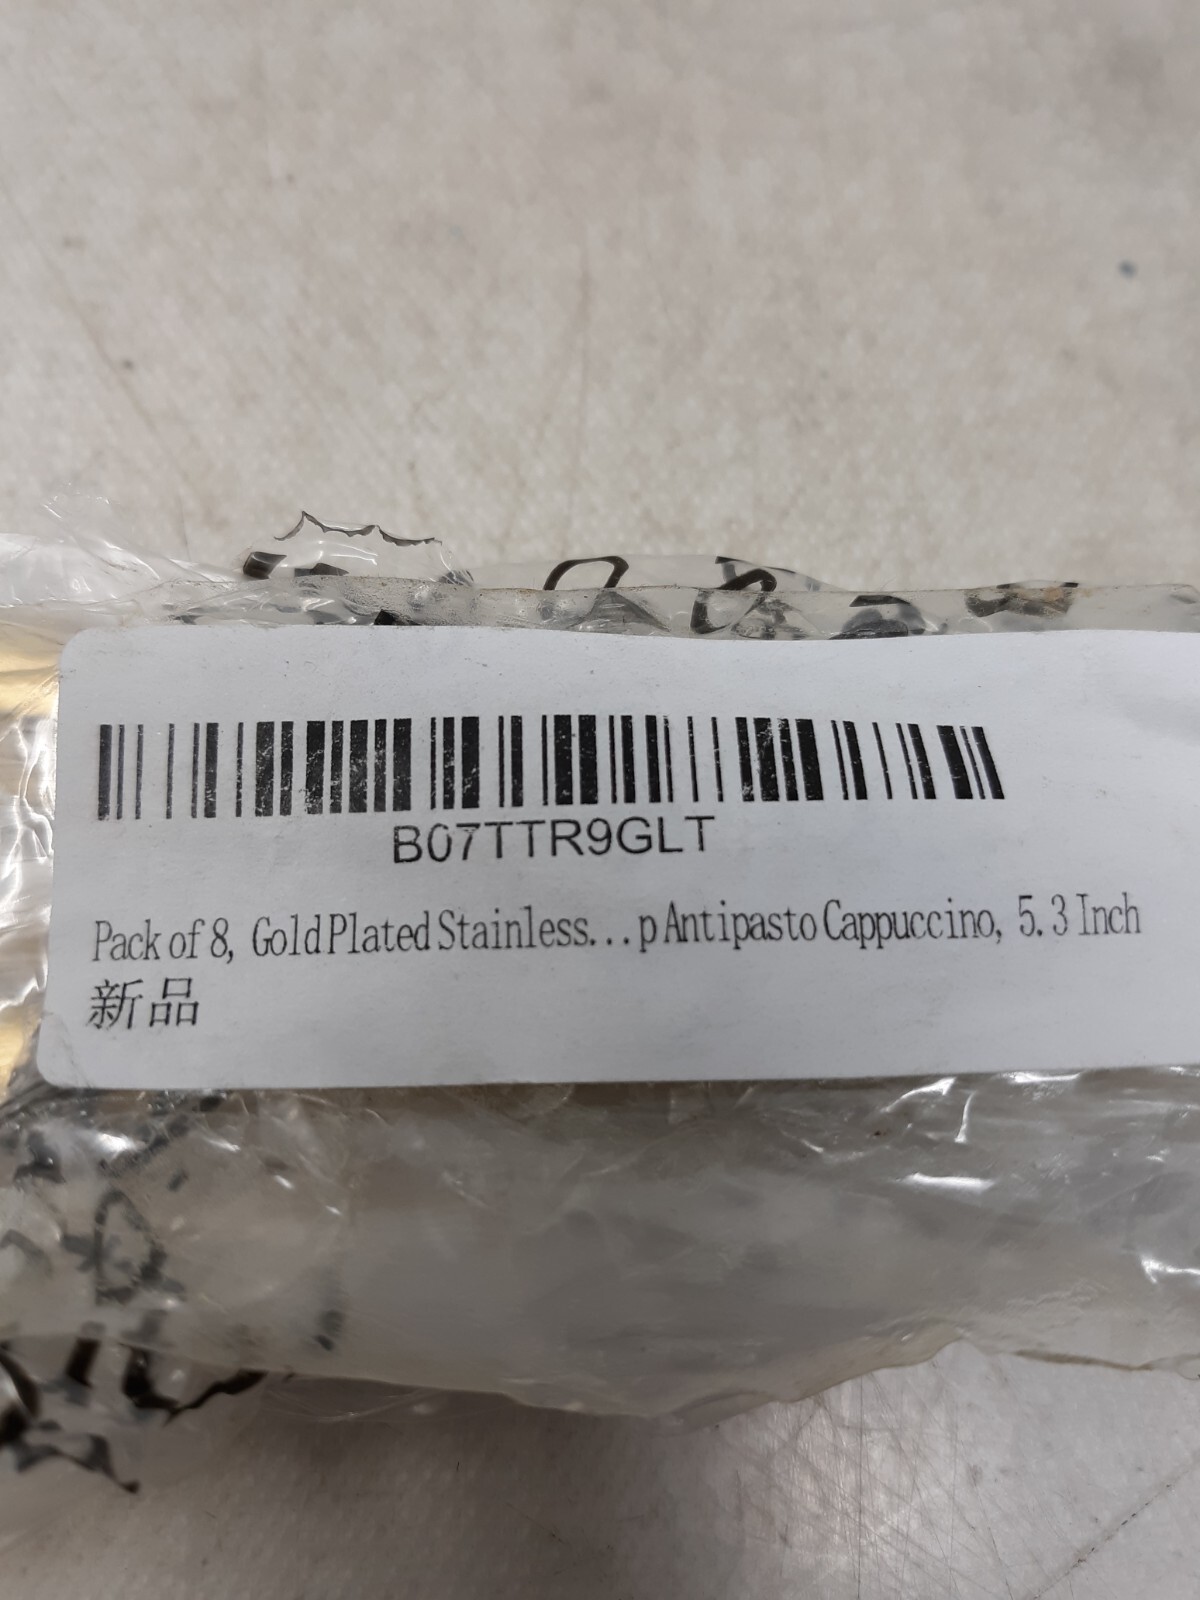 B07TTR9GLT
Pack of 8, Gold Plated Stainless...p Antipasto Cappuccino, 5.3 Inch
新品